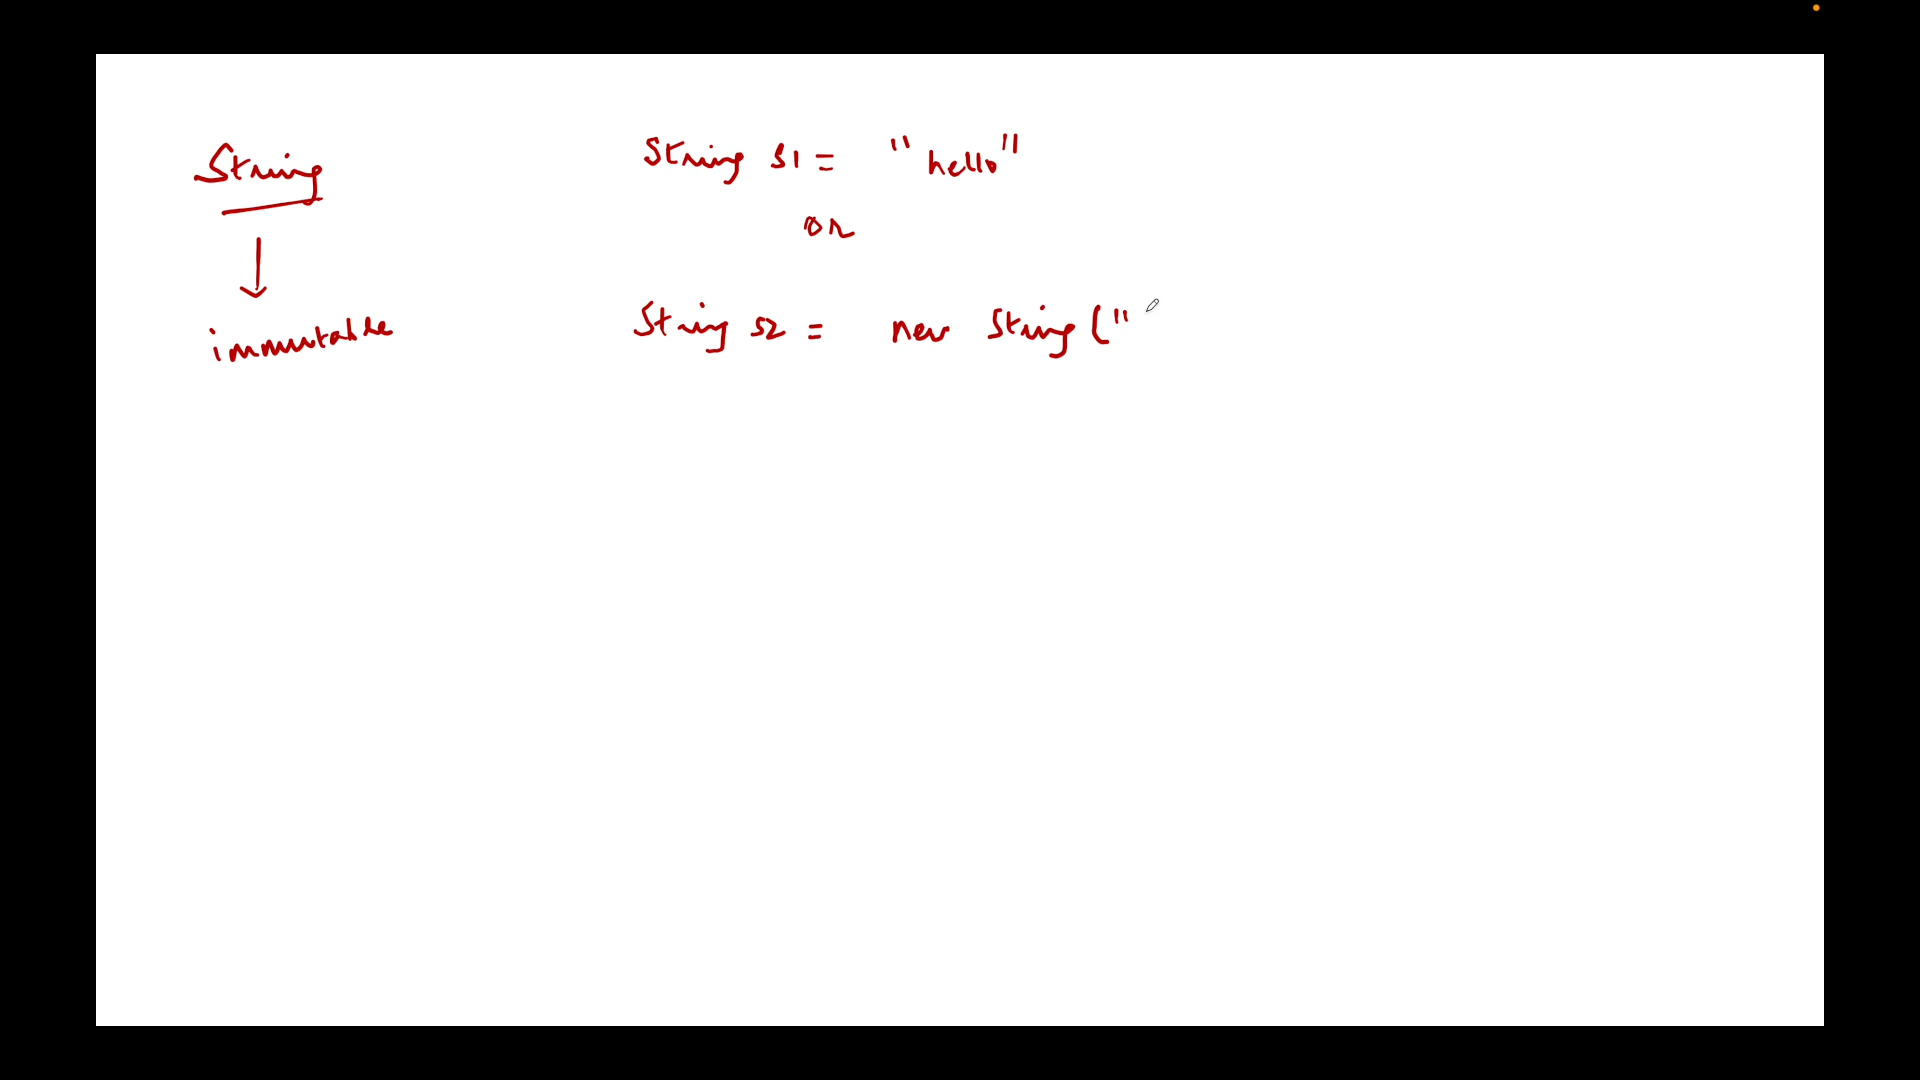 String
immutable
String s1 = "hello"
or
String s2 = new String("